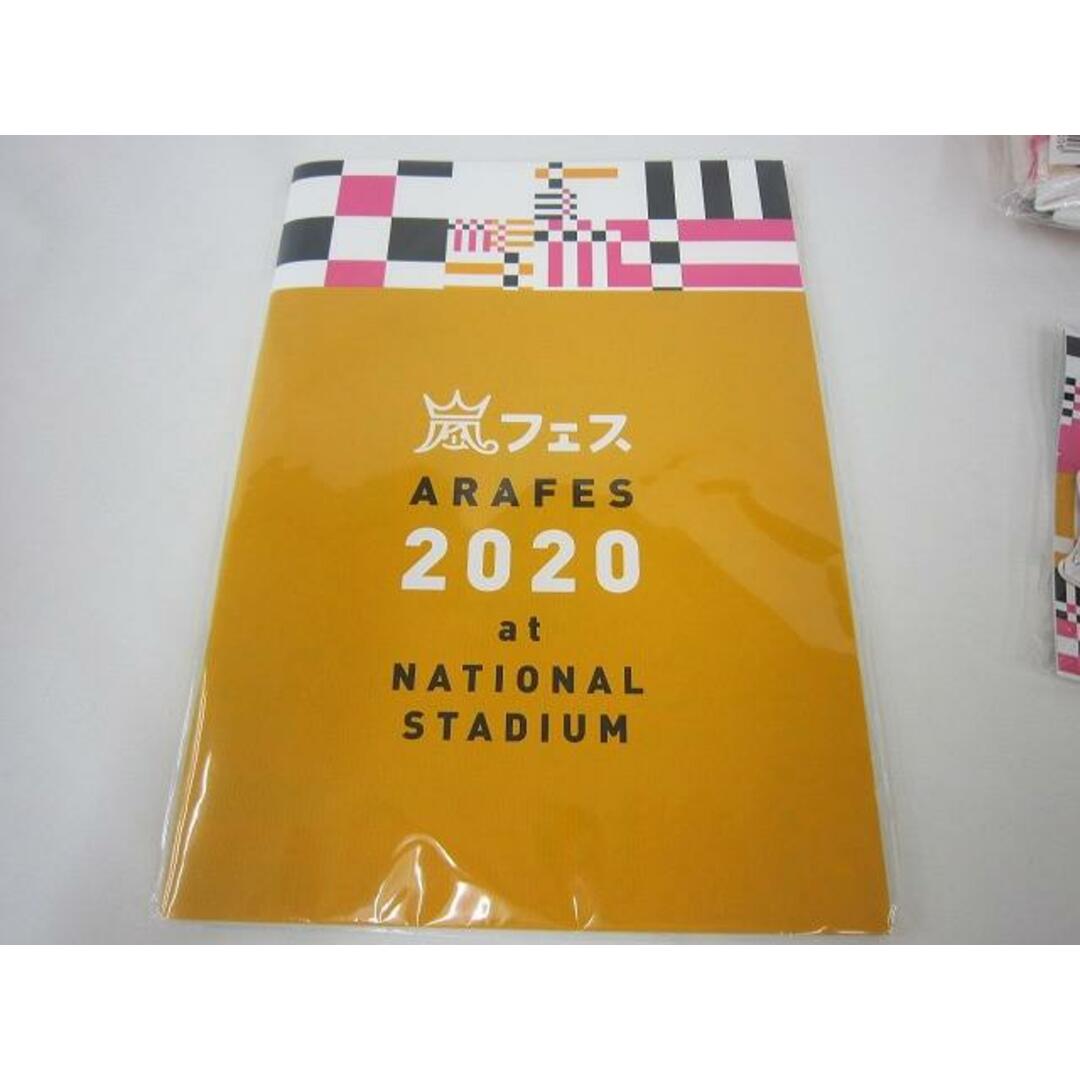 嵐フェス
ARAFES
2020
at
NATIONAL
STADIUM